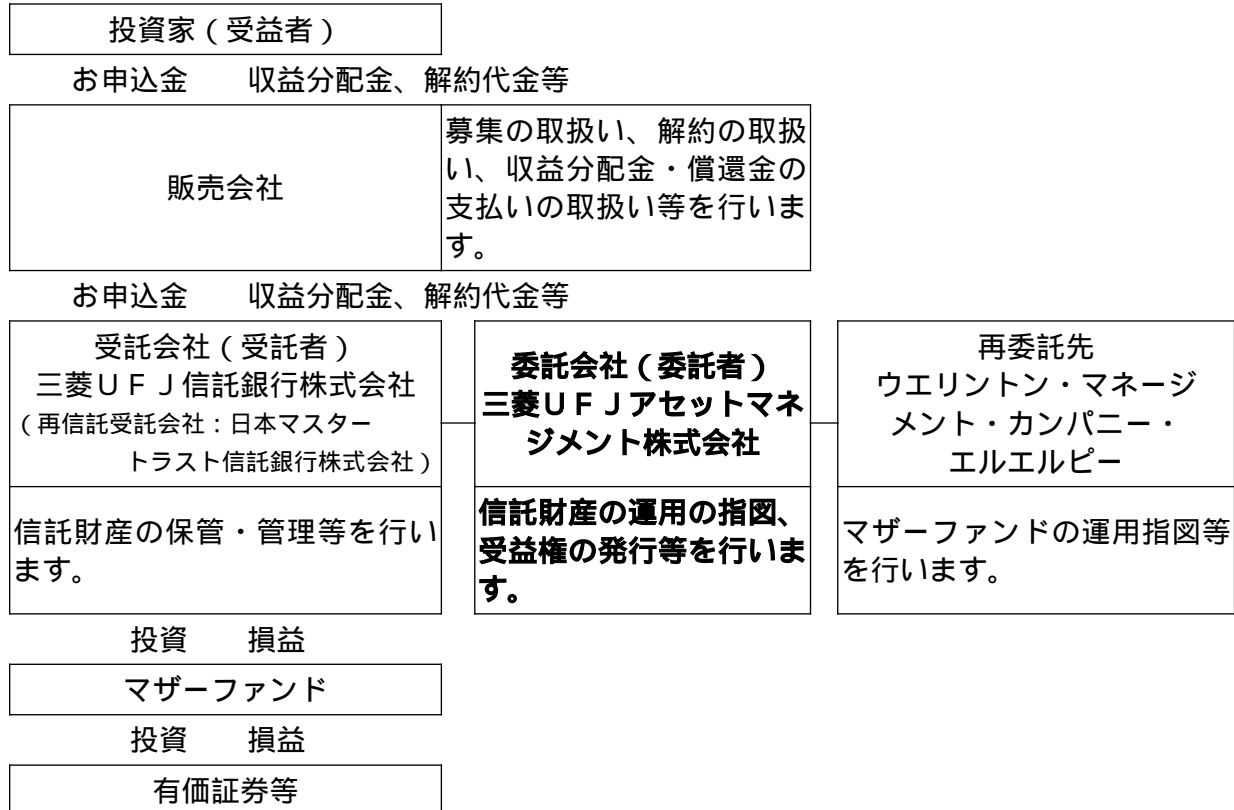 投資家（受益者）
お申込金　　収益分配金、解約代金等
販売会社
募集の取扱い、解約の取扱
い、収益分配金・償還金の
支払いの取扱い等を行いま
す。
お申込金　　収益分配金、解約代金等
受託会社（受託者）
三菱ＵＦＪ信託銀行株式会社
（再信託受託会社：日本マスター
トラスト信託銀行株式会社）
委託会社（委託者）
三菱ＵＦＪアセットマネ
ジメント株式会社
再委託先
ウエリントン・マネージ
メント・カンパニー・
エルエルピー
信託財産の保管・管理等を行い
ます。
信託財産の運用の指図、
受益権の発行等を行いま
す。
マザーファンドの運用指図等
を行います。
投資　　損益
マザーファンド
投資　　損益
有価証券等